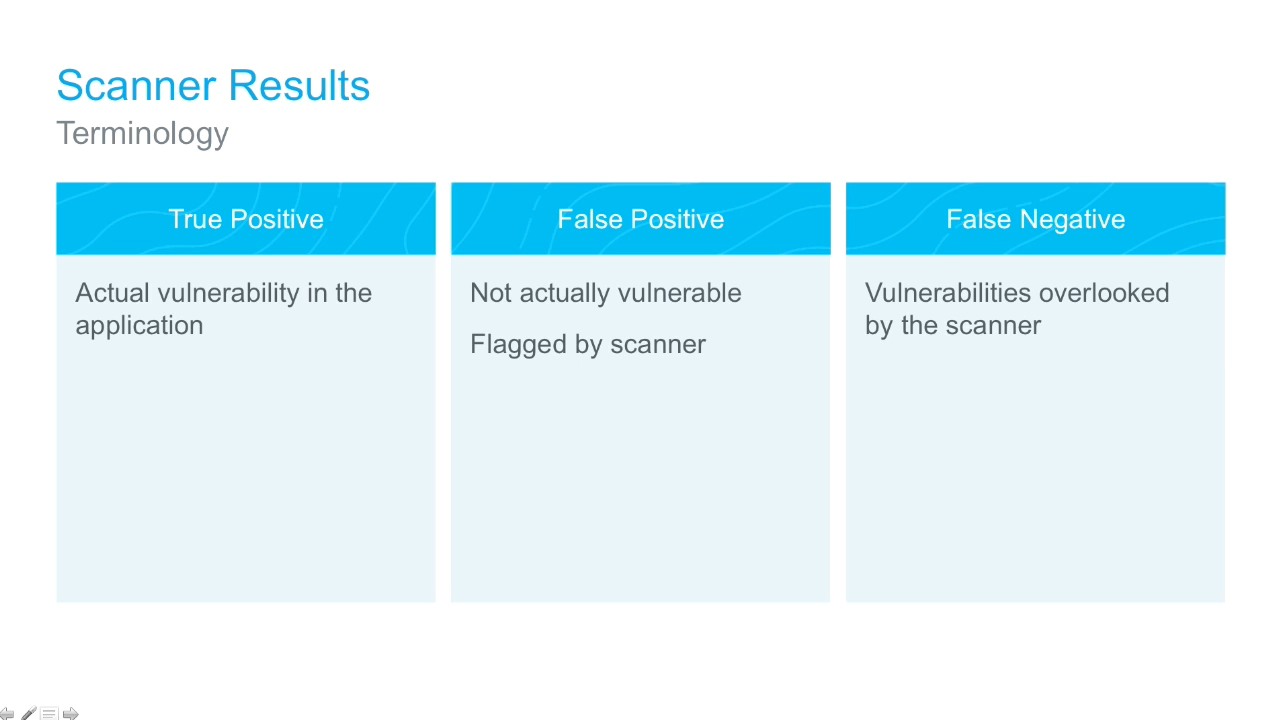 Scanner Results
Terminology
True Positive
Actual vulnerability in the
application
False Positive
Not actually vulnerable
Flagged by scanner
False Negative
Vulnerabilities overlooked
by the scanner